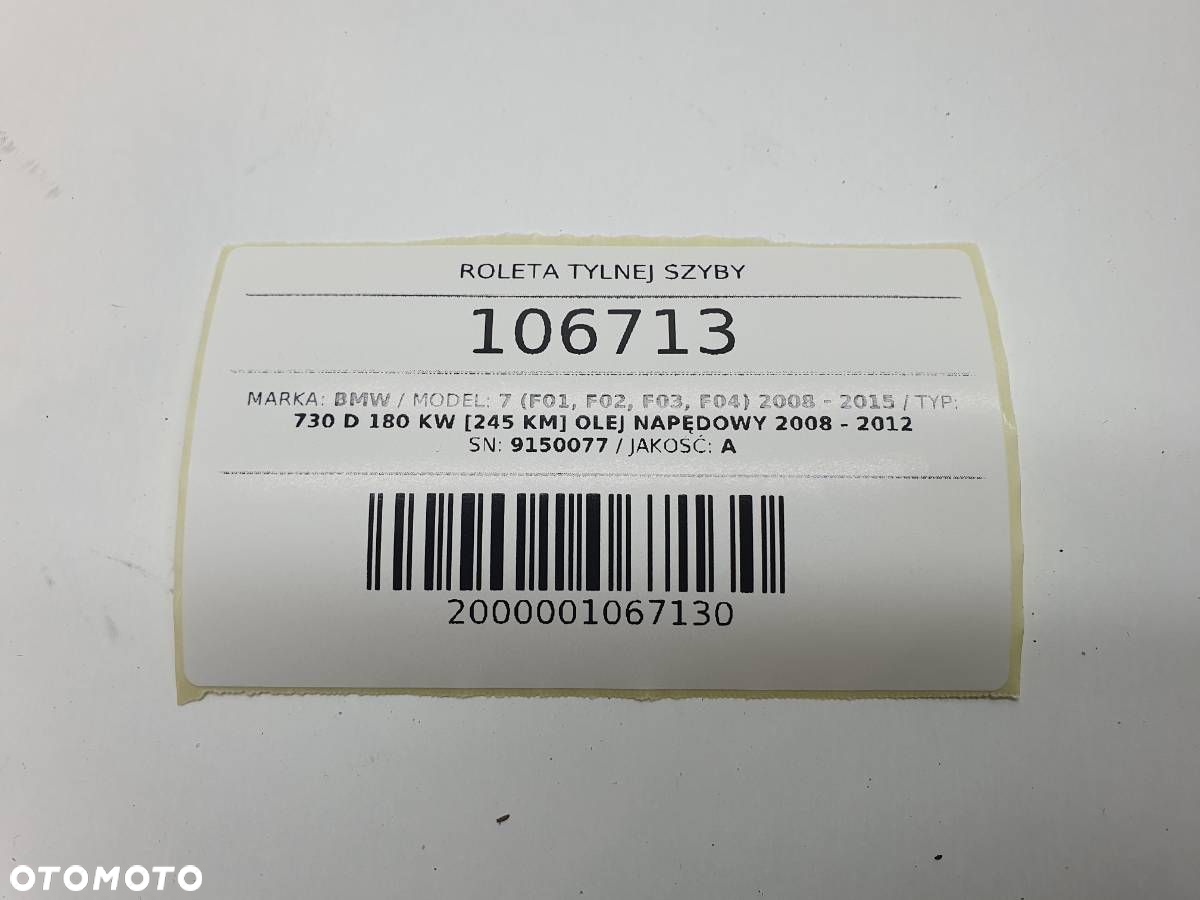 ROLETA TYLNEJ SZYBY
106713
MARKA: BMW / MODEL: 7 (F01, F02, F03, F04) 2008 - 2015 / TYP:
730 D 180 KW [245 KM] OLEJ NAPĘDOWY 2008 - 2012
SN: 9150077 / JAKOŚĆ: A
2000001067130
OTOMOTO